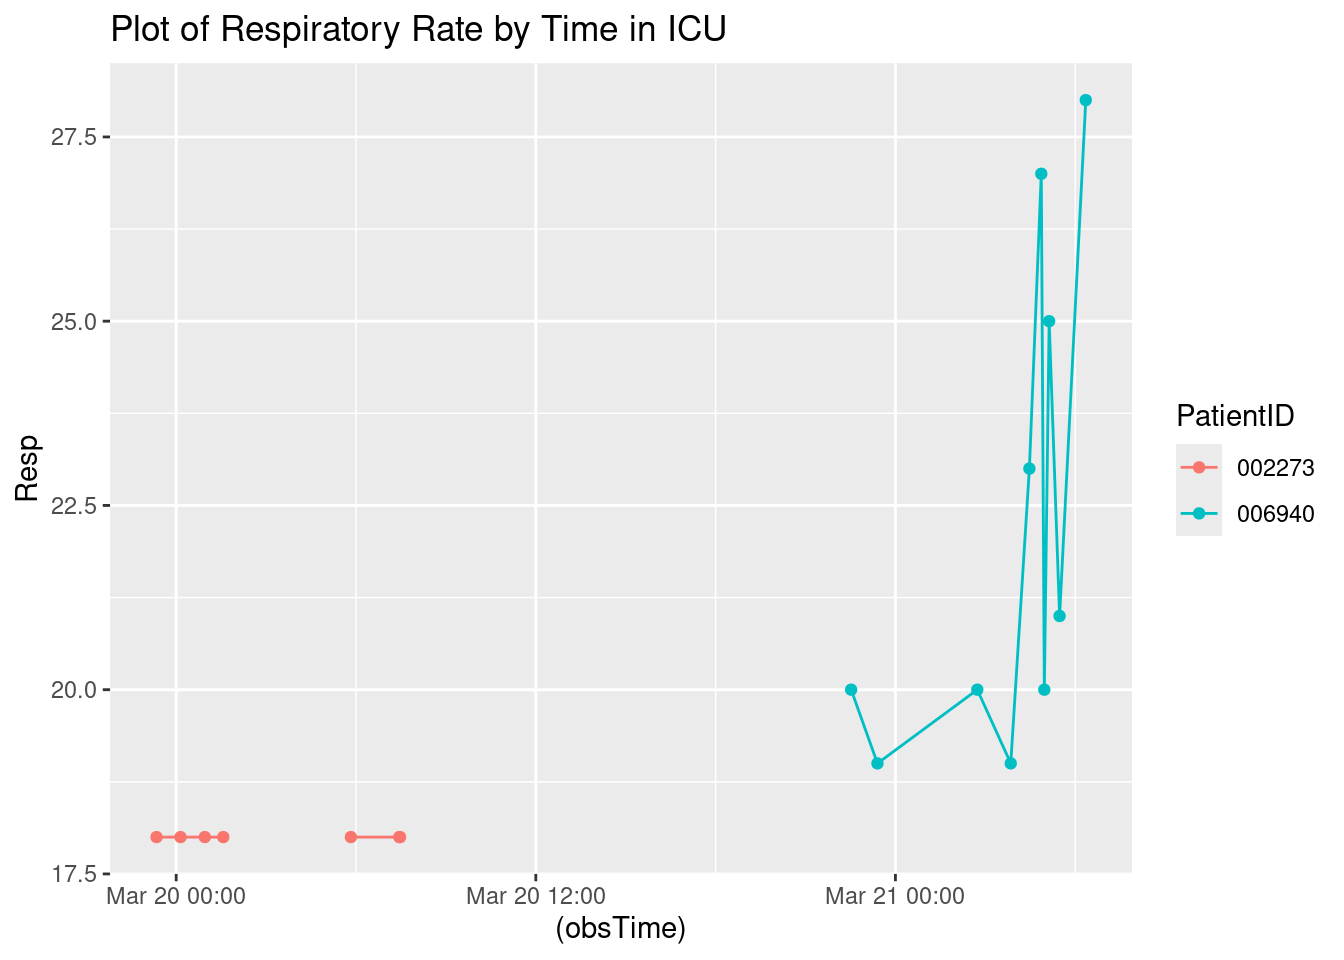 Plot of Respiratory Rate by Time in ICU
27.5
25.0
22.5
20.0
17.5
Resp
Mar 20 00:00
Mar 20 12:00
Mar 21 00:00
(obsTime)
PatientID
002273
006940